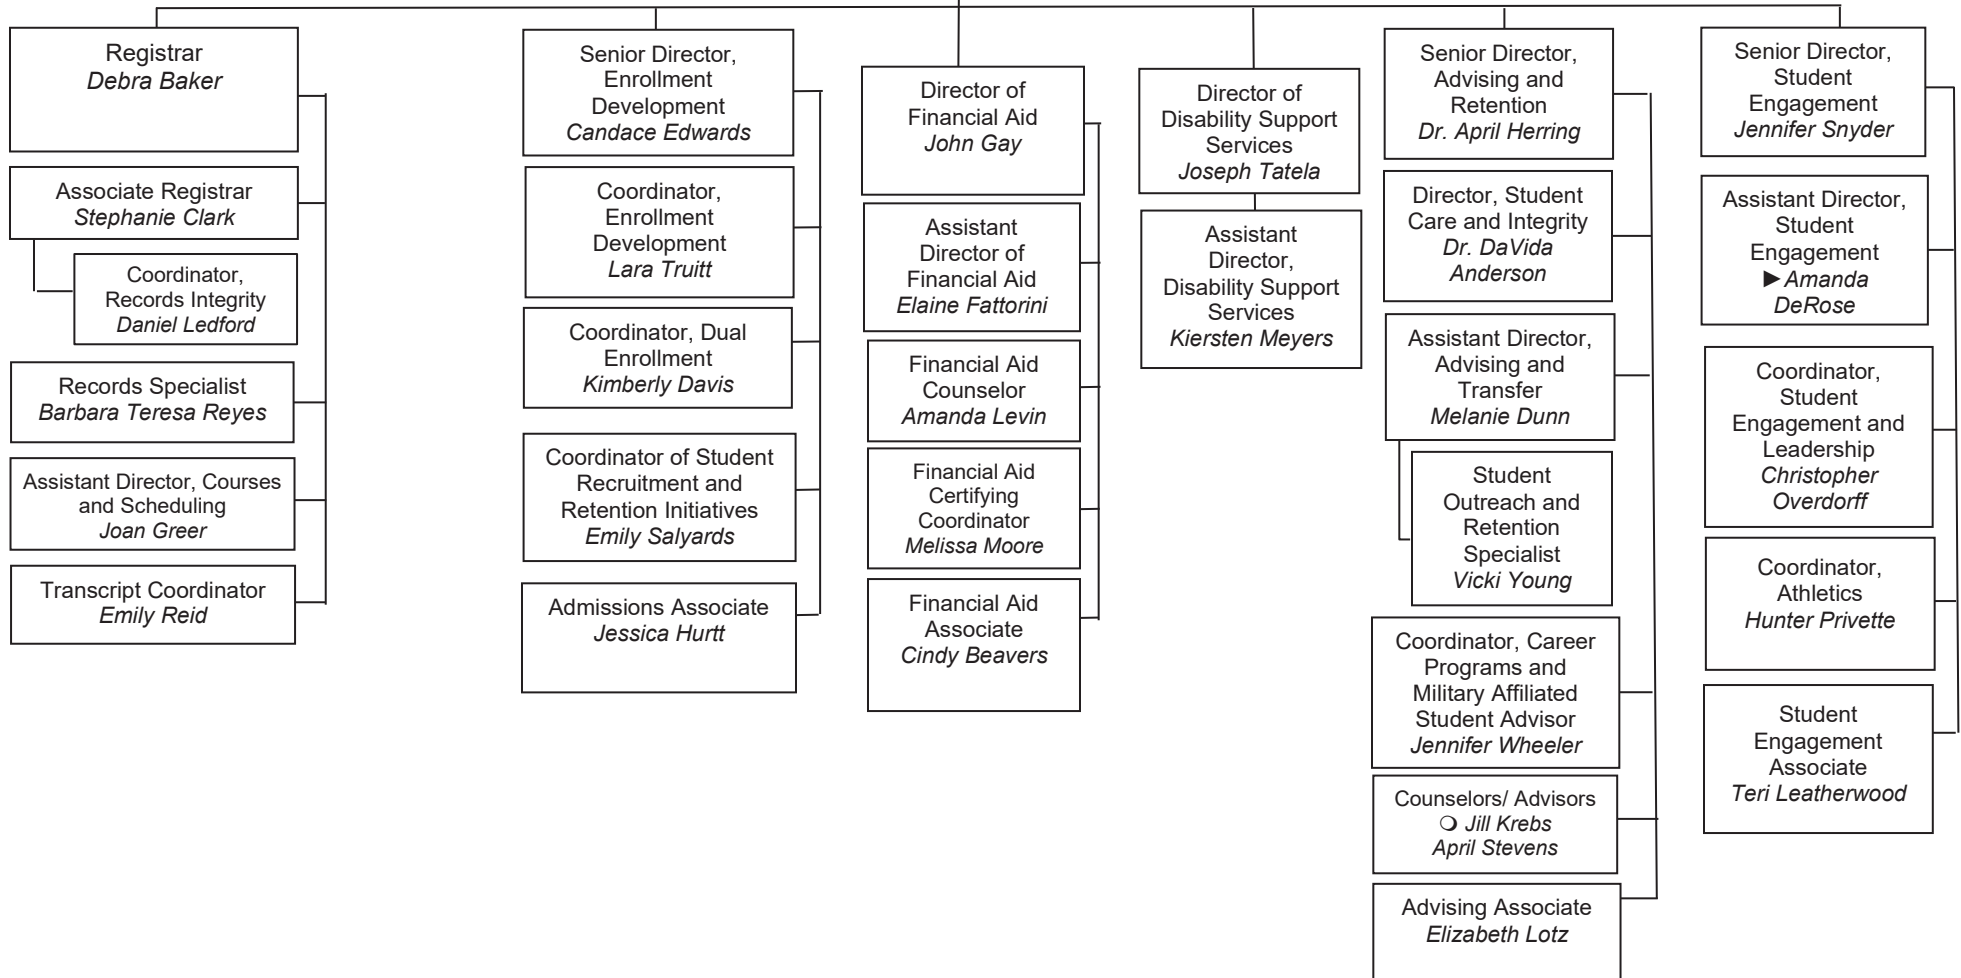 Registrar
Debra Baker
Associate Registrar
Stephanie Clark
Coordinator,
Records Integrity
Daniel Ledford
Records Specialist
Barbara Teresa Reyes
Assistant Director, Courses
and Scheduling
Joan Greer
Transcript Coordinator
Emily Reid
Senior Director,
Enrollment
Development
Candace Edwards
Coordinator,
Enrollment
Development
Lara Truitt
Coordinator, Dual
Enrollment
Kimberly Davis
Coordinator of Student
Recruitment and
Retention Initiatives
Emily Salyards
Admissions Associate
Jessica Hurtt
Director of
Financial Aid
John Gay
Assistant
Director of
Financial Aid
Elaine Fattorini
Financial Aid
Counselor
Amanda Levin
Financial Aid
Certifying
Coordinator
Melissa Moore
Financial Aid
Associate
Cindy Beavers
Director of
Disability Support
Services
Joseph Tatela
Assistant
Director,
Disability Support
Services
Kiersten Meyers
Senior Director,
Advising and
Retention
Dr. April Herring
Director, Student
Care and Integrity
Dr. DaVida
Anderson
Assistant Director,
Advising and
Transfer
Melanie Dunn
Student
Outreach and
Retention
Specialist
Vicki Young
Coordinator, Career
Programs and
Military Affiliated
Student Advisor
Jennifer Wheeler
Counselors/ Advisors
❍ Jill Krebs
April Stevens
Advising Associate
Elizabeth Lotz
Senior Director,
Student
Engagement
Jennifer Snyder
Assistant Director,
Student
Engagement
►Amanda
DeRose
Coordinator,
Student
Engagement and
Leadership
Christopher
Overdorff
Coordinator,
Athletics
Hunter Privette
Student
Engagement
Associate
Teri Leatherwood